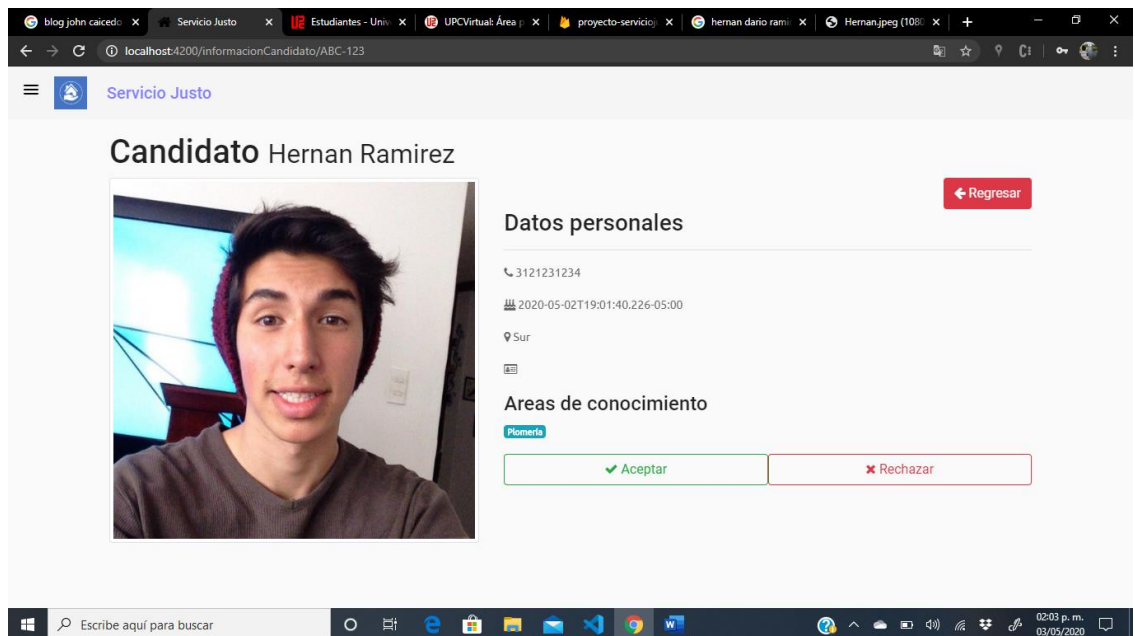 blog john caicedo
Servicio Justo
Estudiantes - Univ
UPCVirtual: Área p
proyecto-servicioj
hernan dario rami
Hernan.jpeg (1080
localhost:4200/informacionCandidato/ABC-123
Servicio Justo
Candidato Hernan Ramirez
Regresar
Datos personales
3121231234
2020-05-02T19:01:40.226-05:00
Sur
Areas de conocimiento
Plomería
Aceptar
Rechazar
Escribe aquí para buscar
02:03 p. m.
03/05/2020